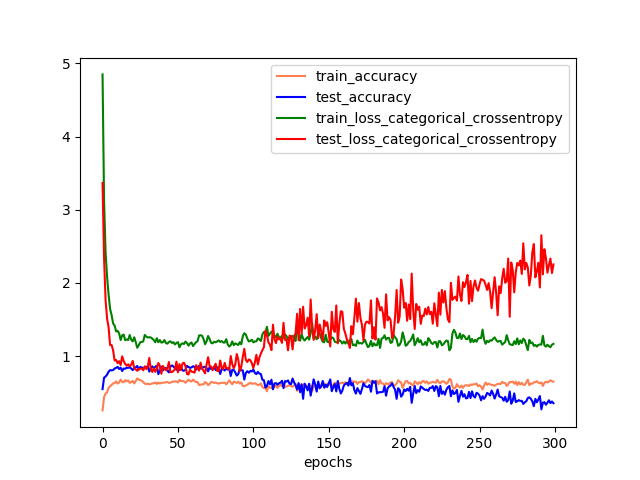 train_accuracy
test_accuracy
train_loss_categorical_crossentropy
test_loss_categorical_crossentropy
5
4
3
2
1
0 50 100 150 200 250 300
epochs